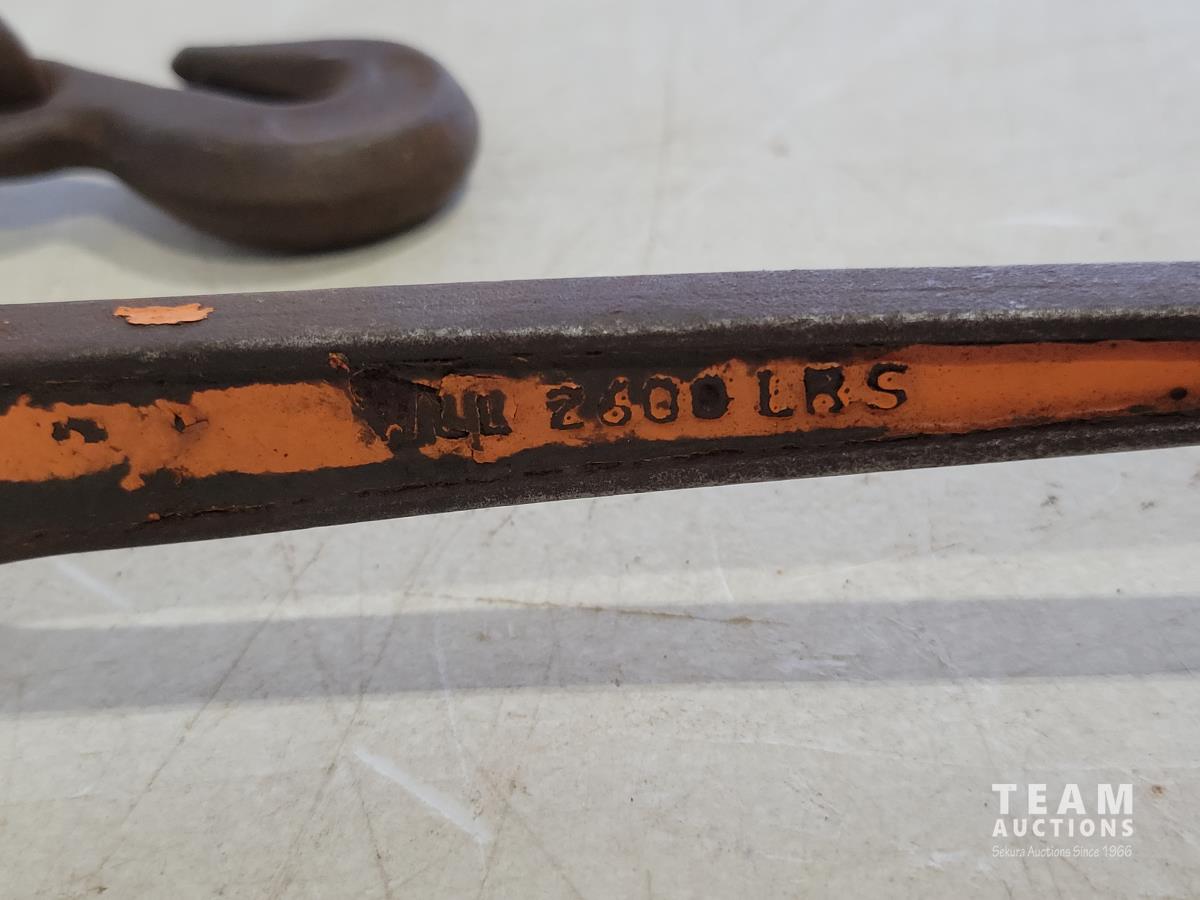 WLL 2600 LBS
TEAM
AUCTIONS
Sekura Auctions Since 1966